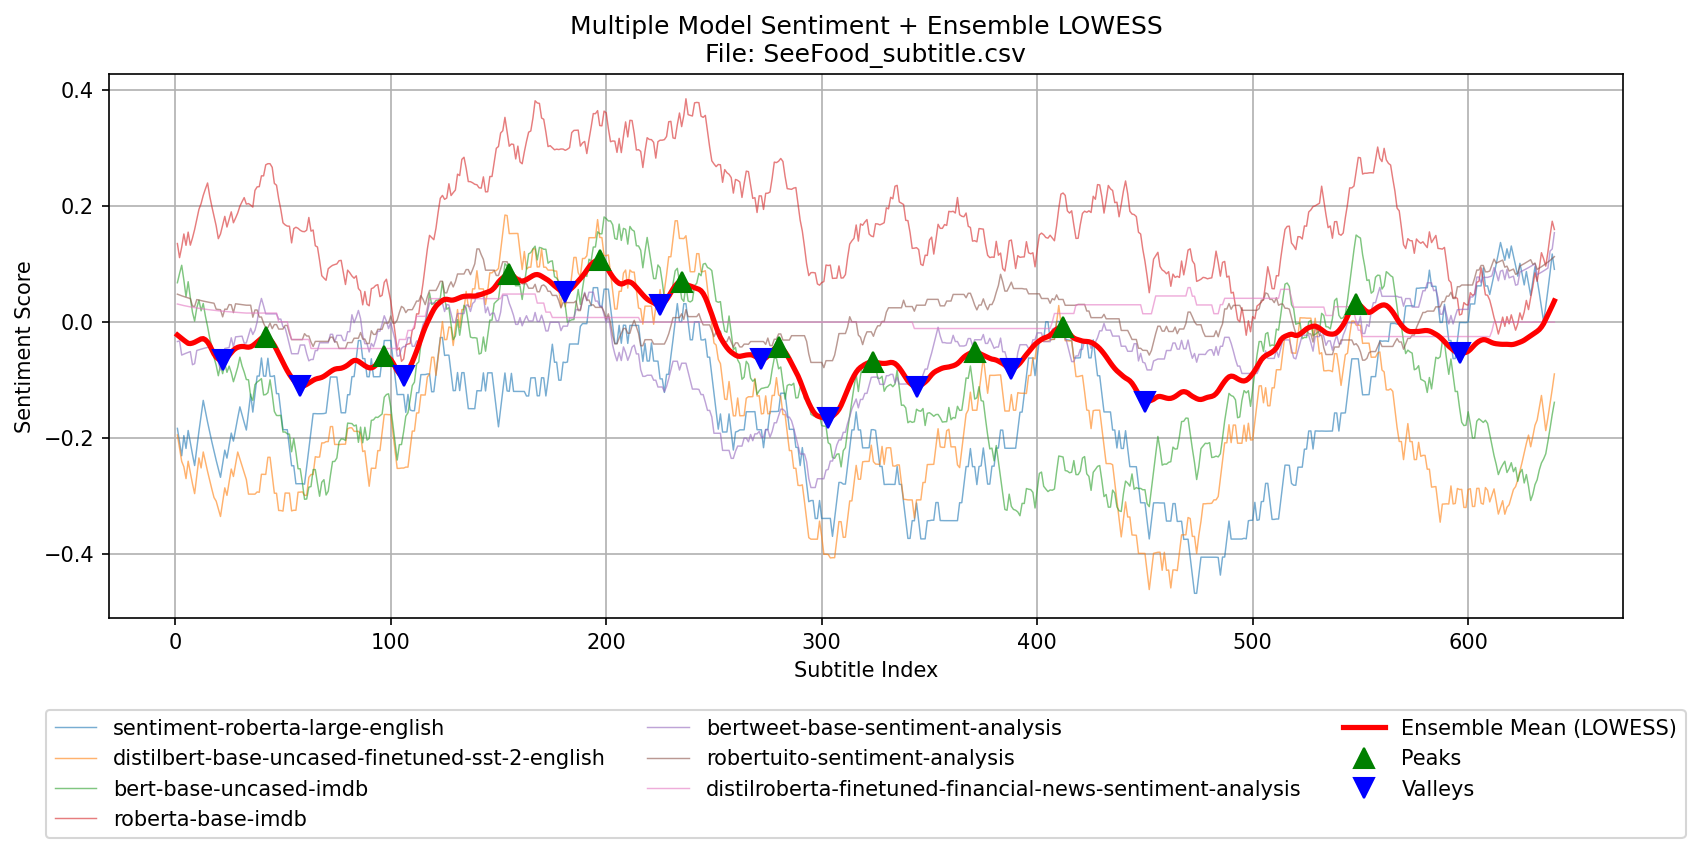 Multiple Model Sentiment + Ensemble LOWESS
File: SeeFood_subtitle.csv
Sentiment Score
0.4
0.2
0.0
−0.2
−0.4
0 100 200 300 400 500 600
Subtitle Index
sentiment-roberta-large-english
distilbert-base-uncased-finetuned-sst-2-english
bert-base-uncased-imdb
roberta-base-imdb
bertweet-base-sentiment-analysis
robertuito-sentiment-analysis
distilroberta-finetuned-financial-news-sentiment-analysis
Ensemble Mean (LOWESS)
Peaks
Valleys